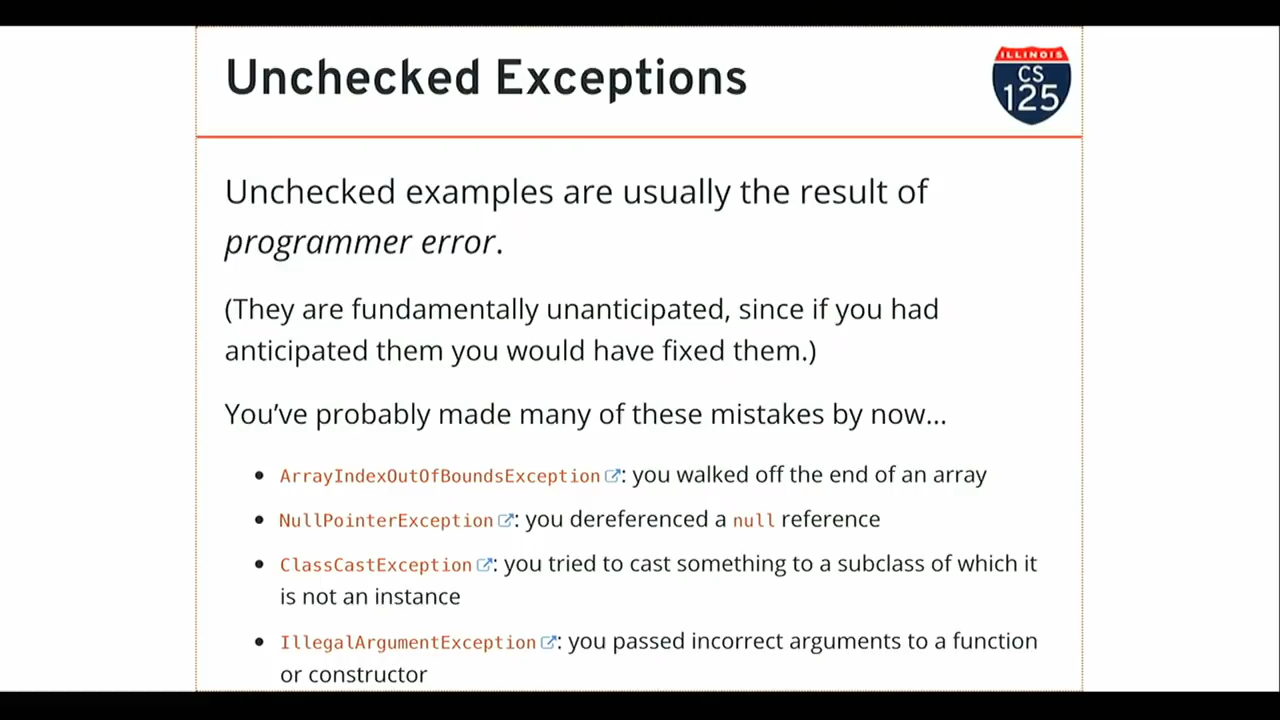 Unchecked Exceptions
ILLINOIS
CS
125
Unchecked examples are usually the result of
programmer error.
(They are fundamentally unanticipated, since if you had
anticipated them you would have fixed them.)
You’ve probably made many of these mistakes by now…
• ArrayIndexOutOfBoundsException: you walked off the end of an array
• NullPointerException: you dereferenced a null reference
• ClassCastException: you tried to cast something to a subclass of which it
is not an instance
• IllegalArgumentException: you passed incorrect arguments to a function
or constructor